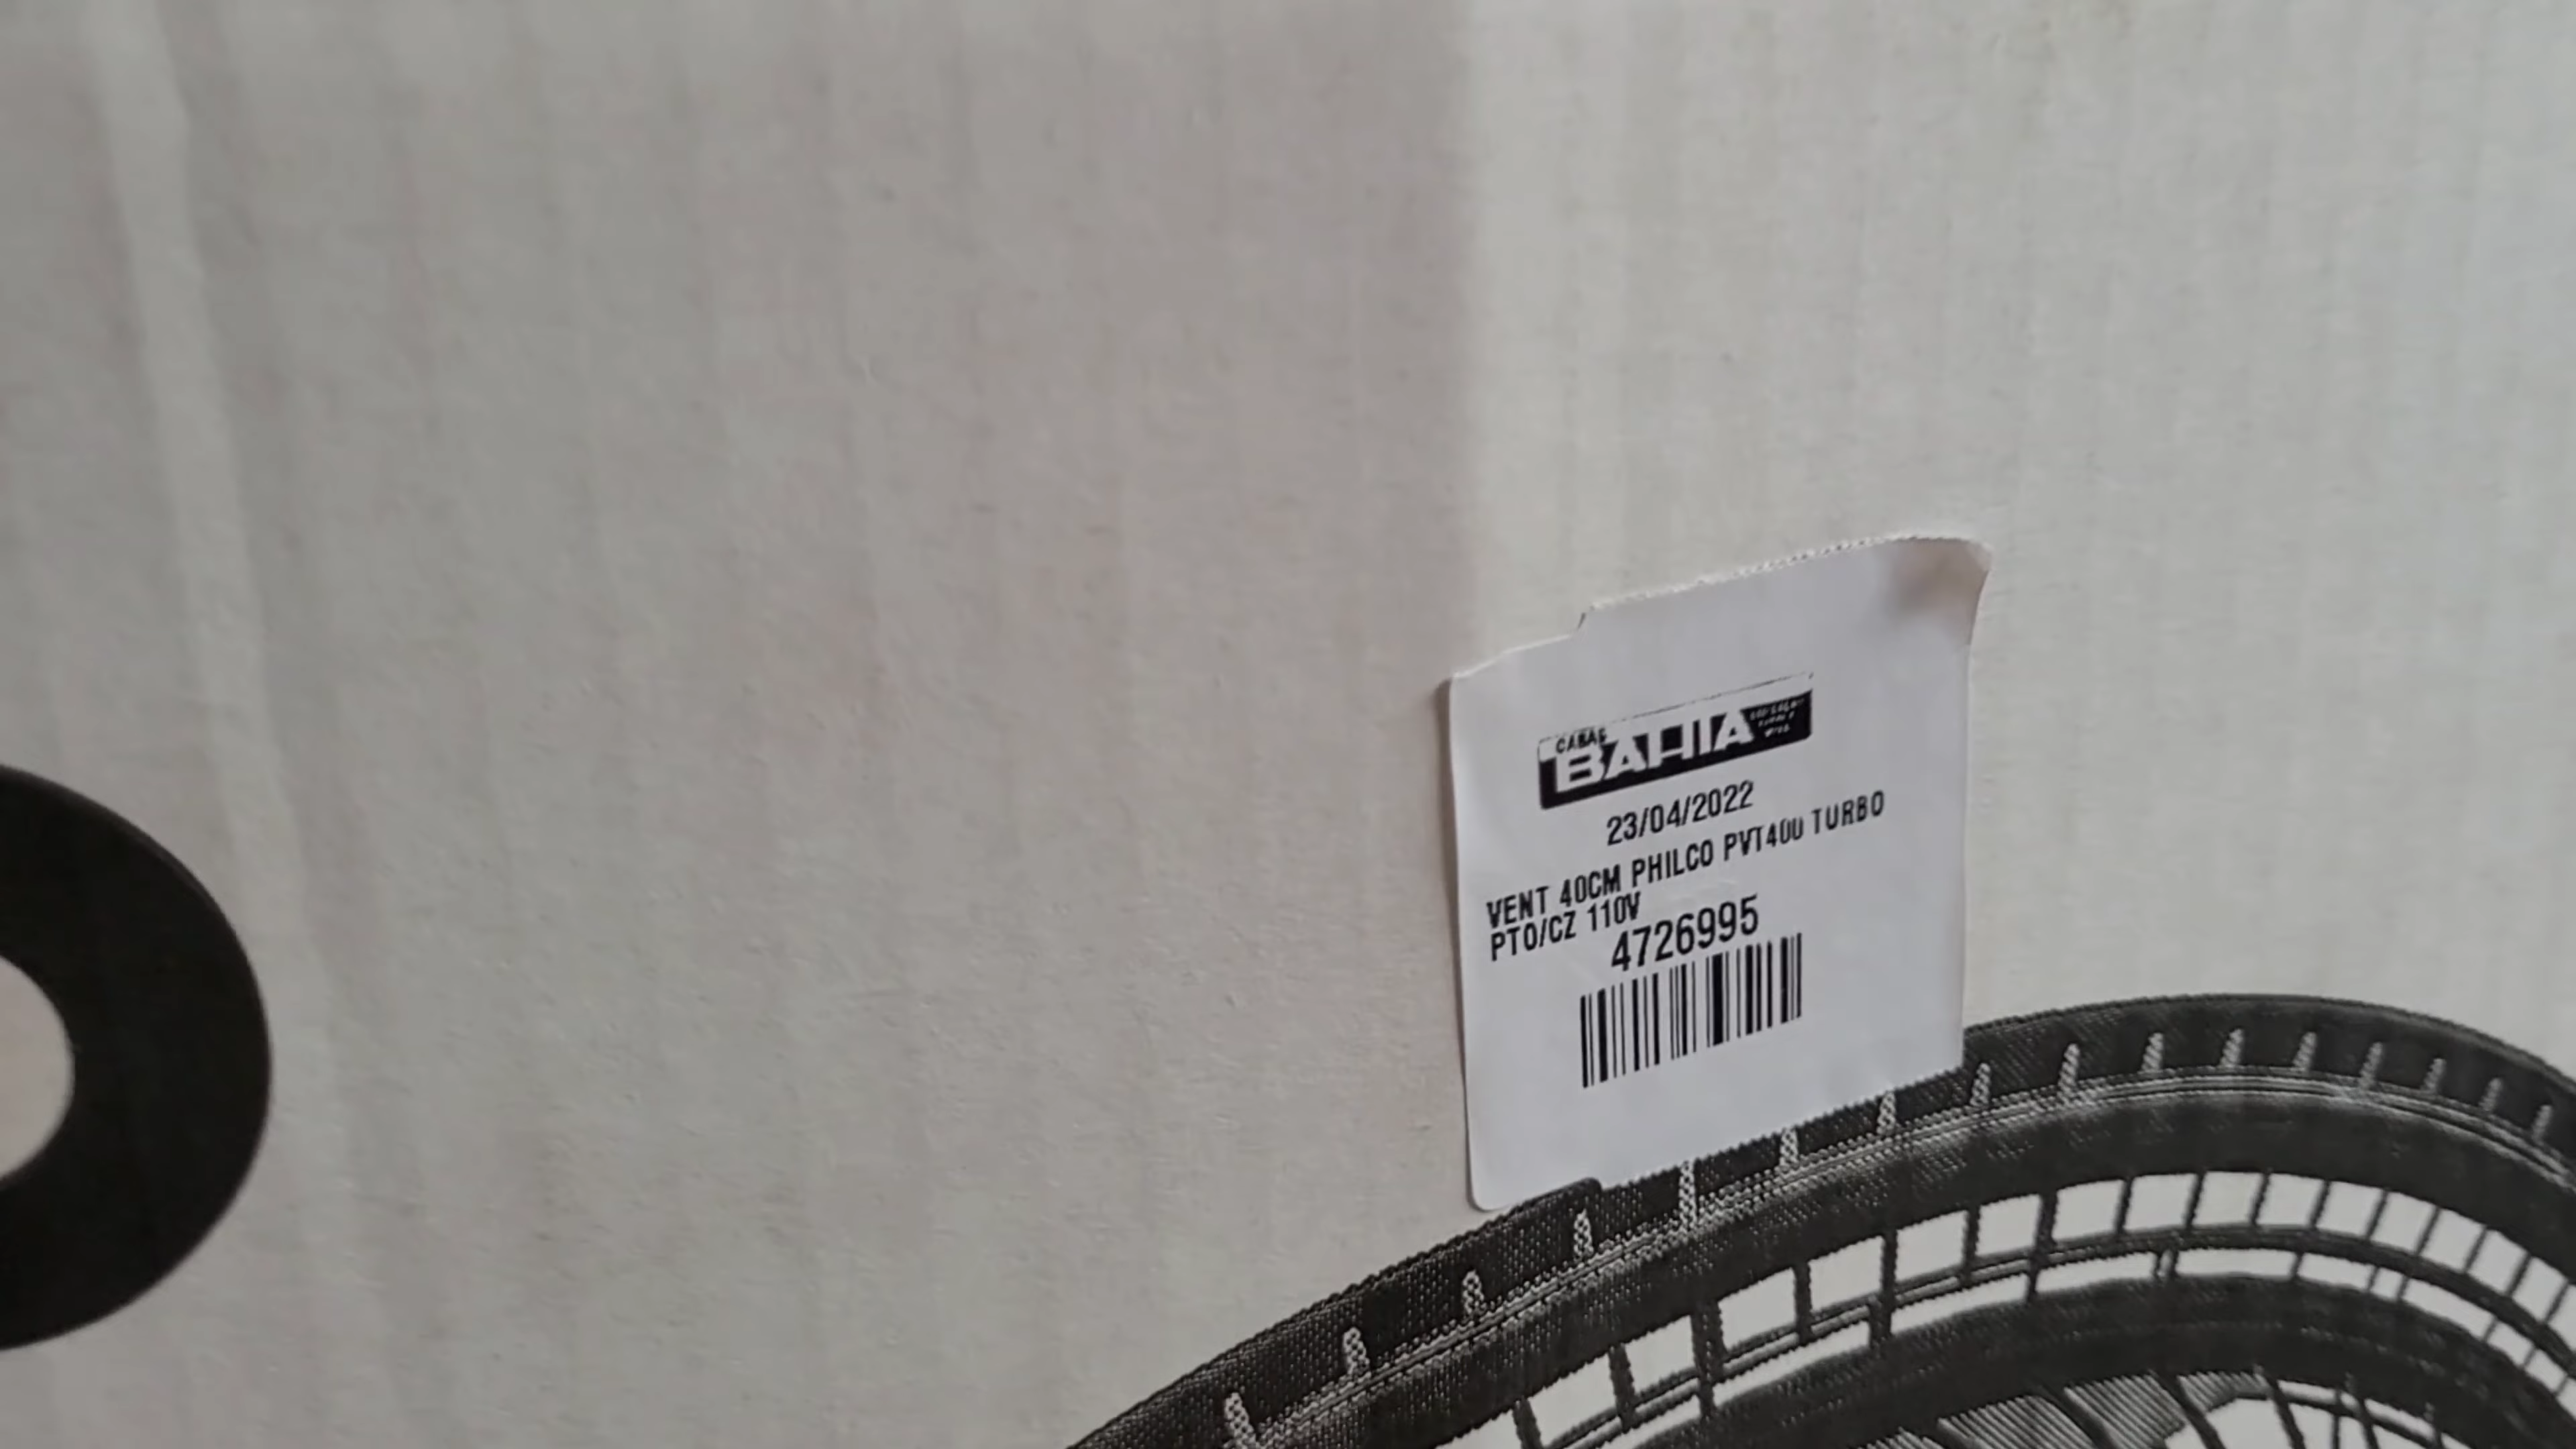 CASAS
BAHIA
23/04/2022
VENT 40CM PHILCO PVT400 TURBO
PTO/CZ 110V
4726995